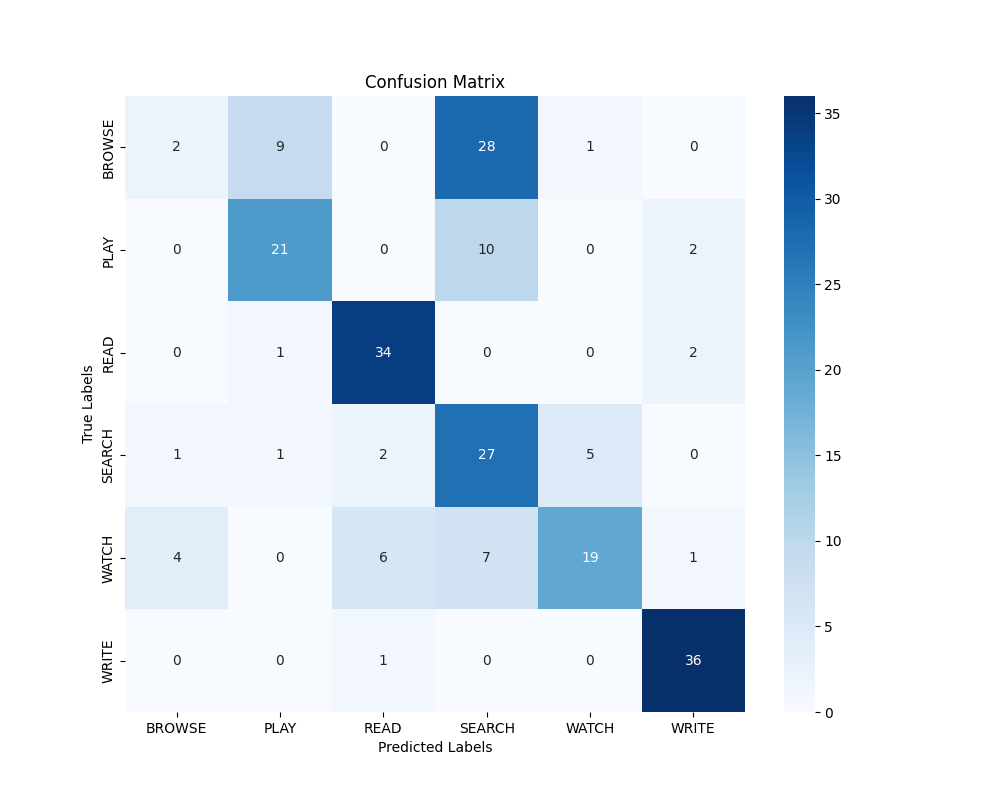 Confusion Matrix
True Labels
BROWSE 2 9 0 28 1 0
PLAY 0 21 0 10 0 2
READ 0 1 34 0 0 2
SEARCH 1 1 2 27 5 0
WATCH 4 0 6 7 19 1
WRITE 0 0 1 0 0 36
BROWSE PLAY READ SEARCH WATCH WRITE
Predicted Labels
35
30
25
20
15
10
5
0